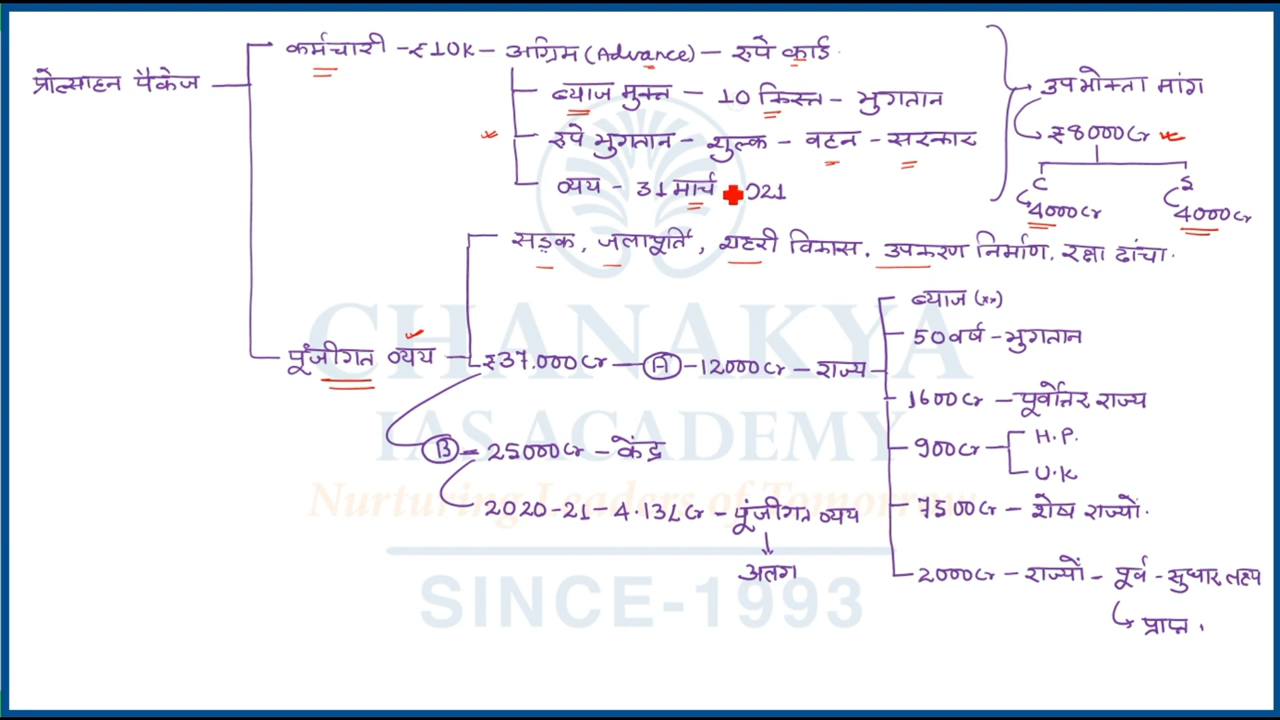 प्रोत्साहन पैकेज
कर्मचारी - ₹10K - अग्रिम (Advance) - रुपे कार्ड
ब्याज मुक्त - 10 किस्त - भुगतान
रुपे भुगतान - शुल्क - वहन - सरकार
व्यय - 31 मार्च 021
उपभोक्ता मांग
₹8000Cr
C
4000Cr
S
4000Cr
सड़क, जलापूर्ति, शहरी विकास, उपकरण निर्माण, रक्षा ढांचा.
पूंजीगत व्यय
₹37,000Cr - A - 12000Cr - राज्य
ब्याज (××)
50 वर्ष - भुगतान
1600Cr - पूर्वोत्तर राज्य
900Cr
H.P.
U.K
7500Cr - शेष राज्यों.
2000Cr - राज्यों - पूर्व - सुधार लक्ष्य
प्राप्त.
B - 25000Cr - केंद्र
2020-21 - 4.13LCr - पूंजीगत व्यय
अलग
CHANAKYA
IAS ACADEMY
Nurturing Leaders of Tomorrow
SINCE-1993